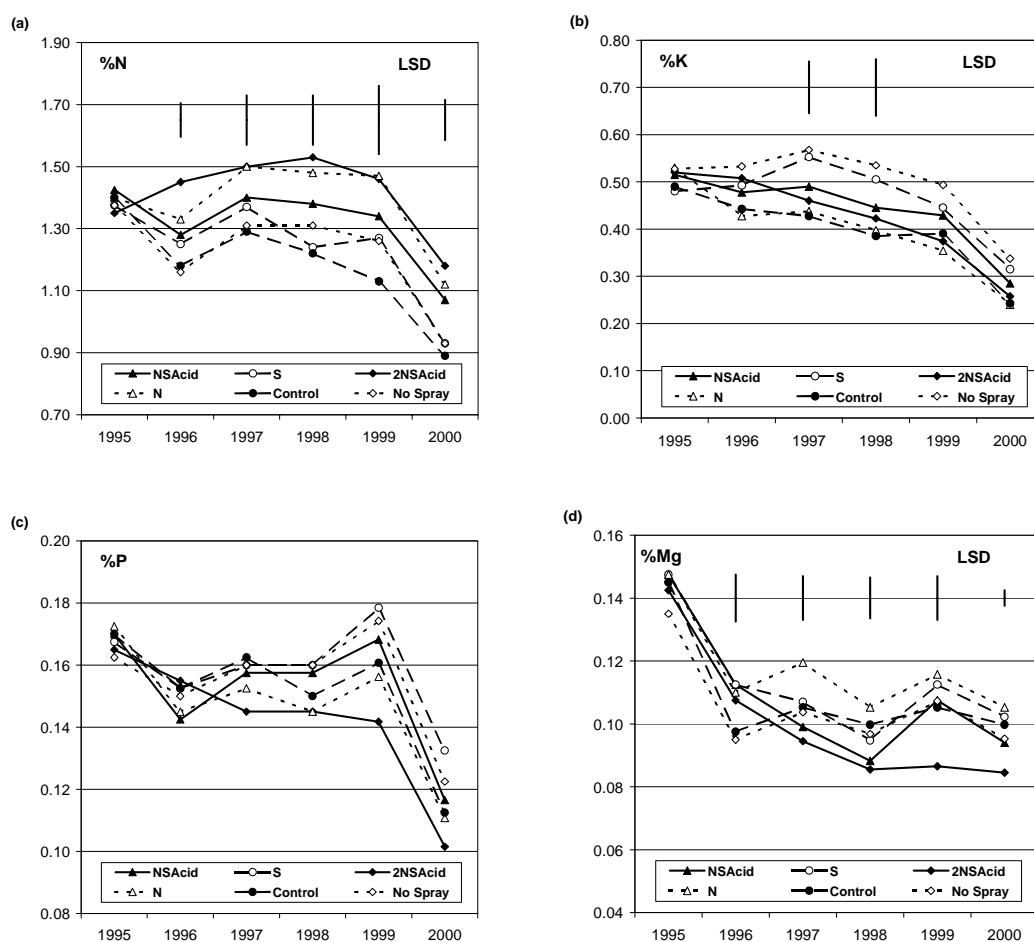 (a)
1.90
%N
LSD
1.70
1.50
1.30
1.10
0.90
NSAcid S 2NSAcid
N Control No Spray
0.70
1995 1996 1997 1998 1999 2000
(b)
0.80
%K
LSD
0.70
0.60
0.50
0.40
0.30
0.20
NSAcid S 2NSAcid
0.10
N Control No Spray
0.00
1995 1996 1997 1998 1999 2000
(c)
0.20
%P
0.18
0.16
0.14
0.12
0.10
NSAcid S 2NSAcid
N Control No Spray
0.08
1995 1996 1997 1998 1999 2000
(d)
0.16
%Mg
LSD
0.14
0.12
0.10
0.08
0.06
NSAcid S 2NSAcid
N Control No Spray
0.04
1995 1996 1997 1998 1999 2000